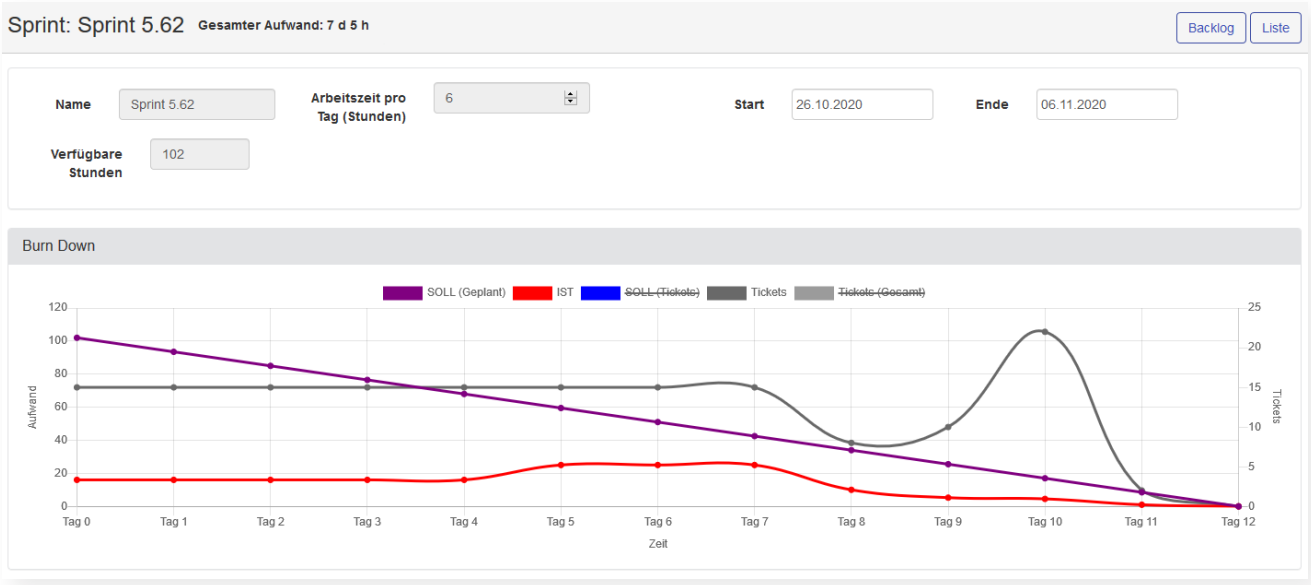 Sprint: Sprint 5.62 Gesamter Aufwand: 7 d 5 h
Backlog Liste
Name Sprint 5.62
Arbeitszeit pro
Tag (Stunden)
6
Start 26.10.2020
Ende 06.11.2020
Verfügbare
Stunden
102
Burn Down
SOLL (Geplant) IST SOLL (Tickets) Tickets Tickets (Gesamt)
Aufwand
120
100
80
60
40
20
0
25
20
15
10
5
0
Tickets
Tag 0 Tag 1 Tag 2 Tag 3 Tag 4 Tag 5 Tag 6 Tag 7 Tag 8 Tag 9 Tag 10 Tag 11 Tag 12
Zeit